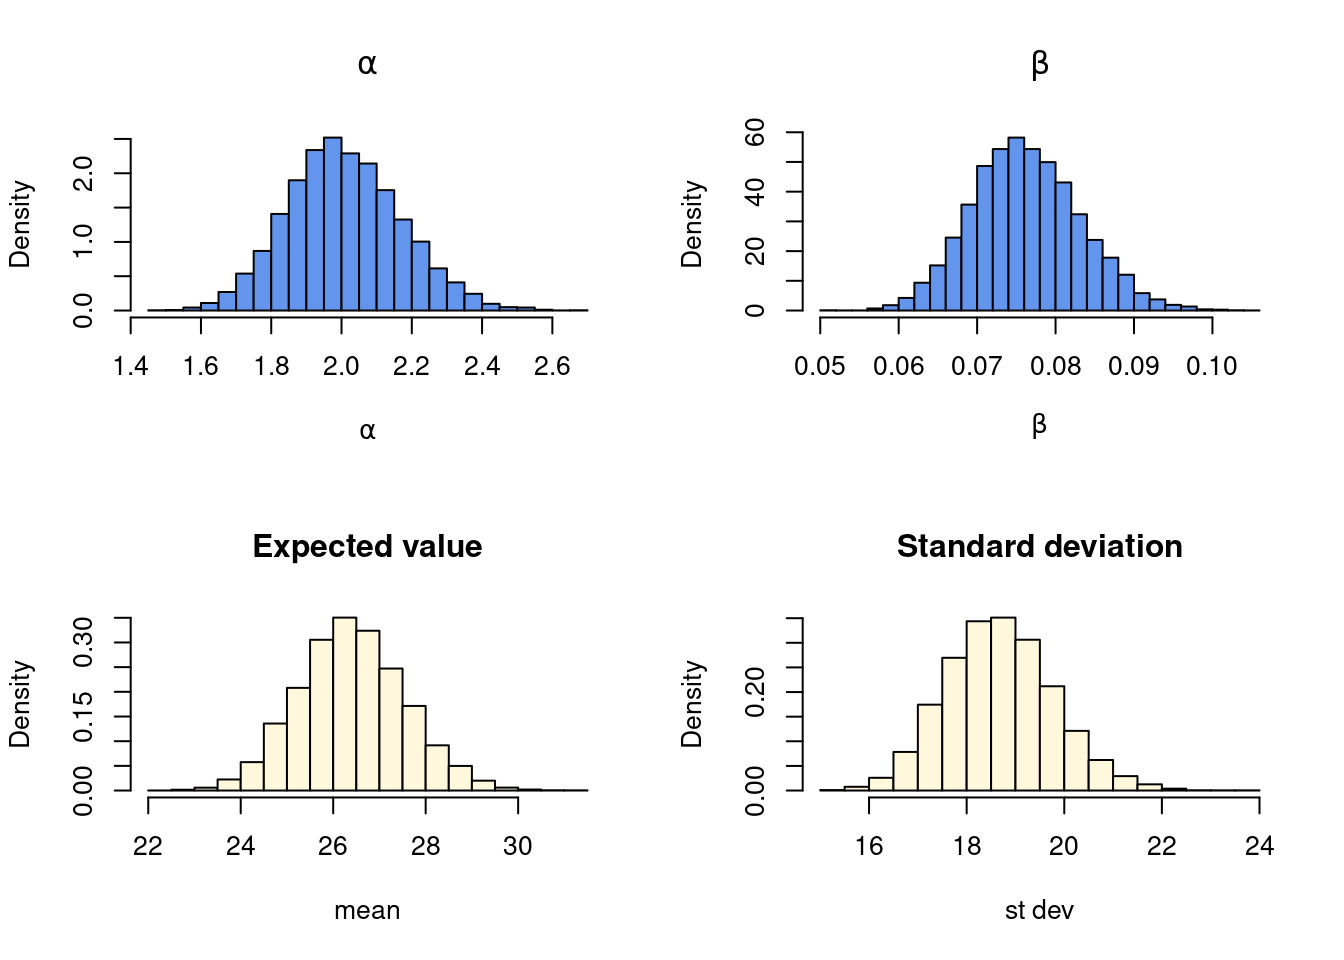 α
Density
0.0 1.0 2.0
1.4 1.6 1.8 2.0 2.2 2.4 2.6
α
β
Density
0 20 40 60
0.05 0.06 0.07 0.08 0.09 0.10
β
Expected value
Density
0.00 0.15 0.30
22 24 26 28 30
mean
Standard deviation
Density
0.00 0.20
16 18 20 22 24
st dev